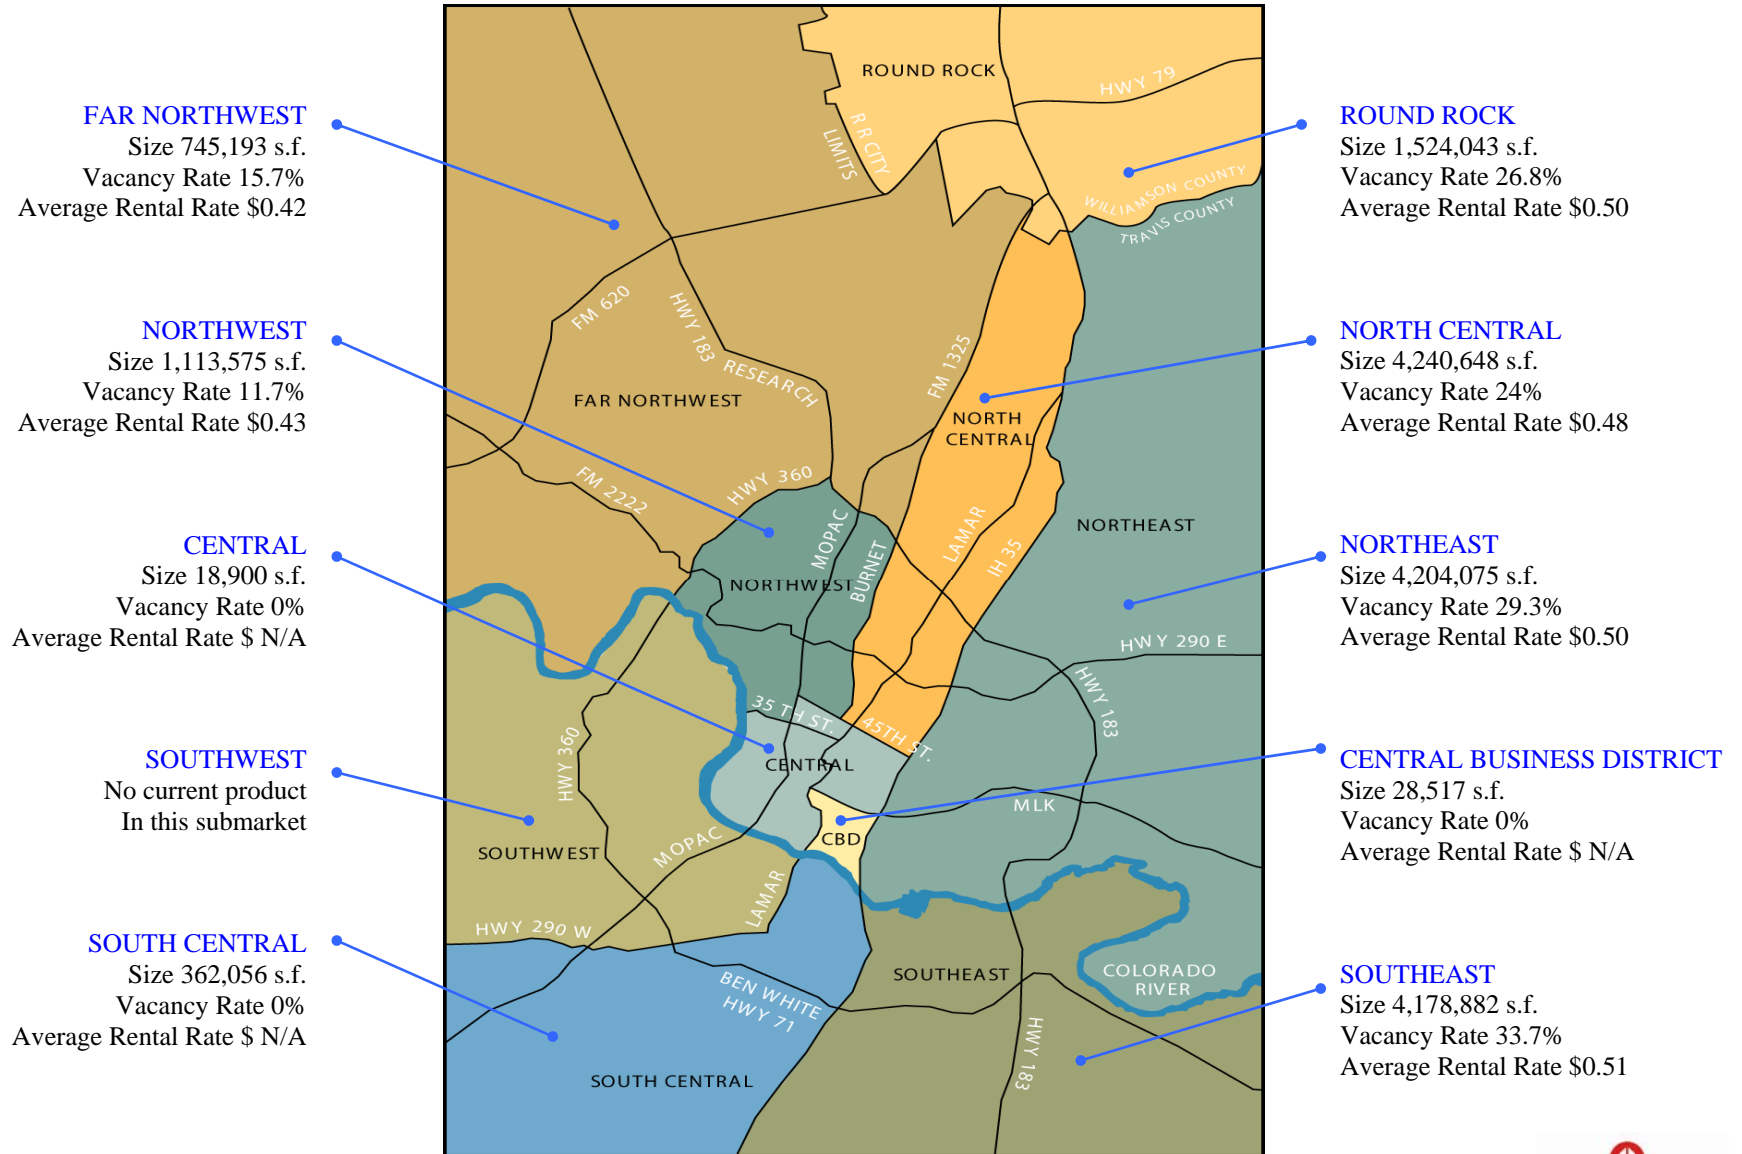 FAR NORTHWEST
Size 745,193 s.f.
Vacancy Rate 15.7%
Average Rental Rate $0.42
NORTHWEST
Size 1,113,575 s.f.
Vacancy Rate 11.7%
Average Rental Rate $0.43
CENTRAL
Size 18,900 s.f.
Vacancy Rate 0%
Average Rental Rate $ N/A
SOUTHWEST
No current product
In this submarket
SOUTH CENTRAL
Size 362,056 s.f.
Vacancy Rate 0%
Average Rental Rate $ N/A
ROUND ROCK
HWY 79
R R CITY
LIMITS
WILLIAMSON COUNTY
TRAVIS COUNTY
FM 620
HWY 183
RESEARCH
FM 1325
FAR NORTHWEST
NORTH
CENTRAL
HWY 360
FM 2222
MOPAC
BURNET
LAMAR
IH 35
NORTHEAST
NORTHWEST
HWY 290 E
HWY 183
35 TH ST.
45TH ST.
HWY 360
CENTRAL
MLK
CBD
MOPAC
SOUTHWEST
LAMAR
HWY 290 W
BEN WHITE
HWY 71
SOUTHEAST
COLORADO
RIVER
HWY 183
SOUTH CENTRAL
ROUND ROCK
Size 1,524,043 s.f.
Vacancy Rate 26.8%
Average Rental Rate $0.50
NORTH CENTRAL
Size 4,240,648 s.f.
Vacancy Rate 24%
Average Rental Rate $0.48
NORTHEAST
Size 4,204,075 s.f.
Vacancy Rate 29.3%
Average Rental Rate $0.50
CENTRAL BUSINESS DISTRICT
Size 28,517 s.f.
Vacancy Rate 0%
Average Rental Rate $ N/A
SOUTHEAST
Size 4,178,882 s.f.
Vacancy Rate 33.7%
Average Rental Rate $0.51